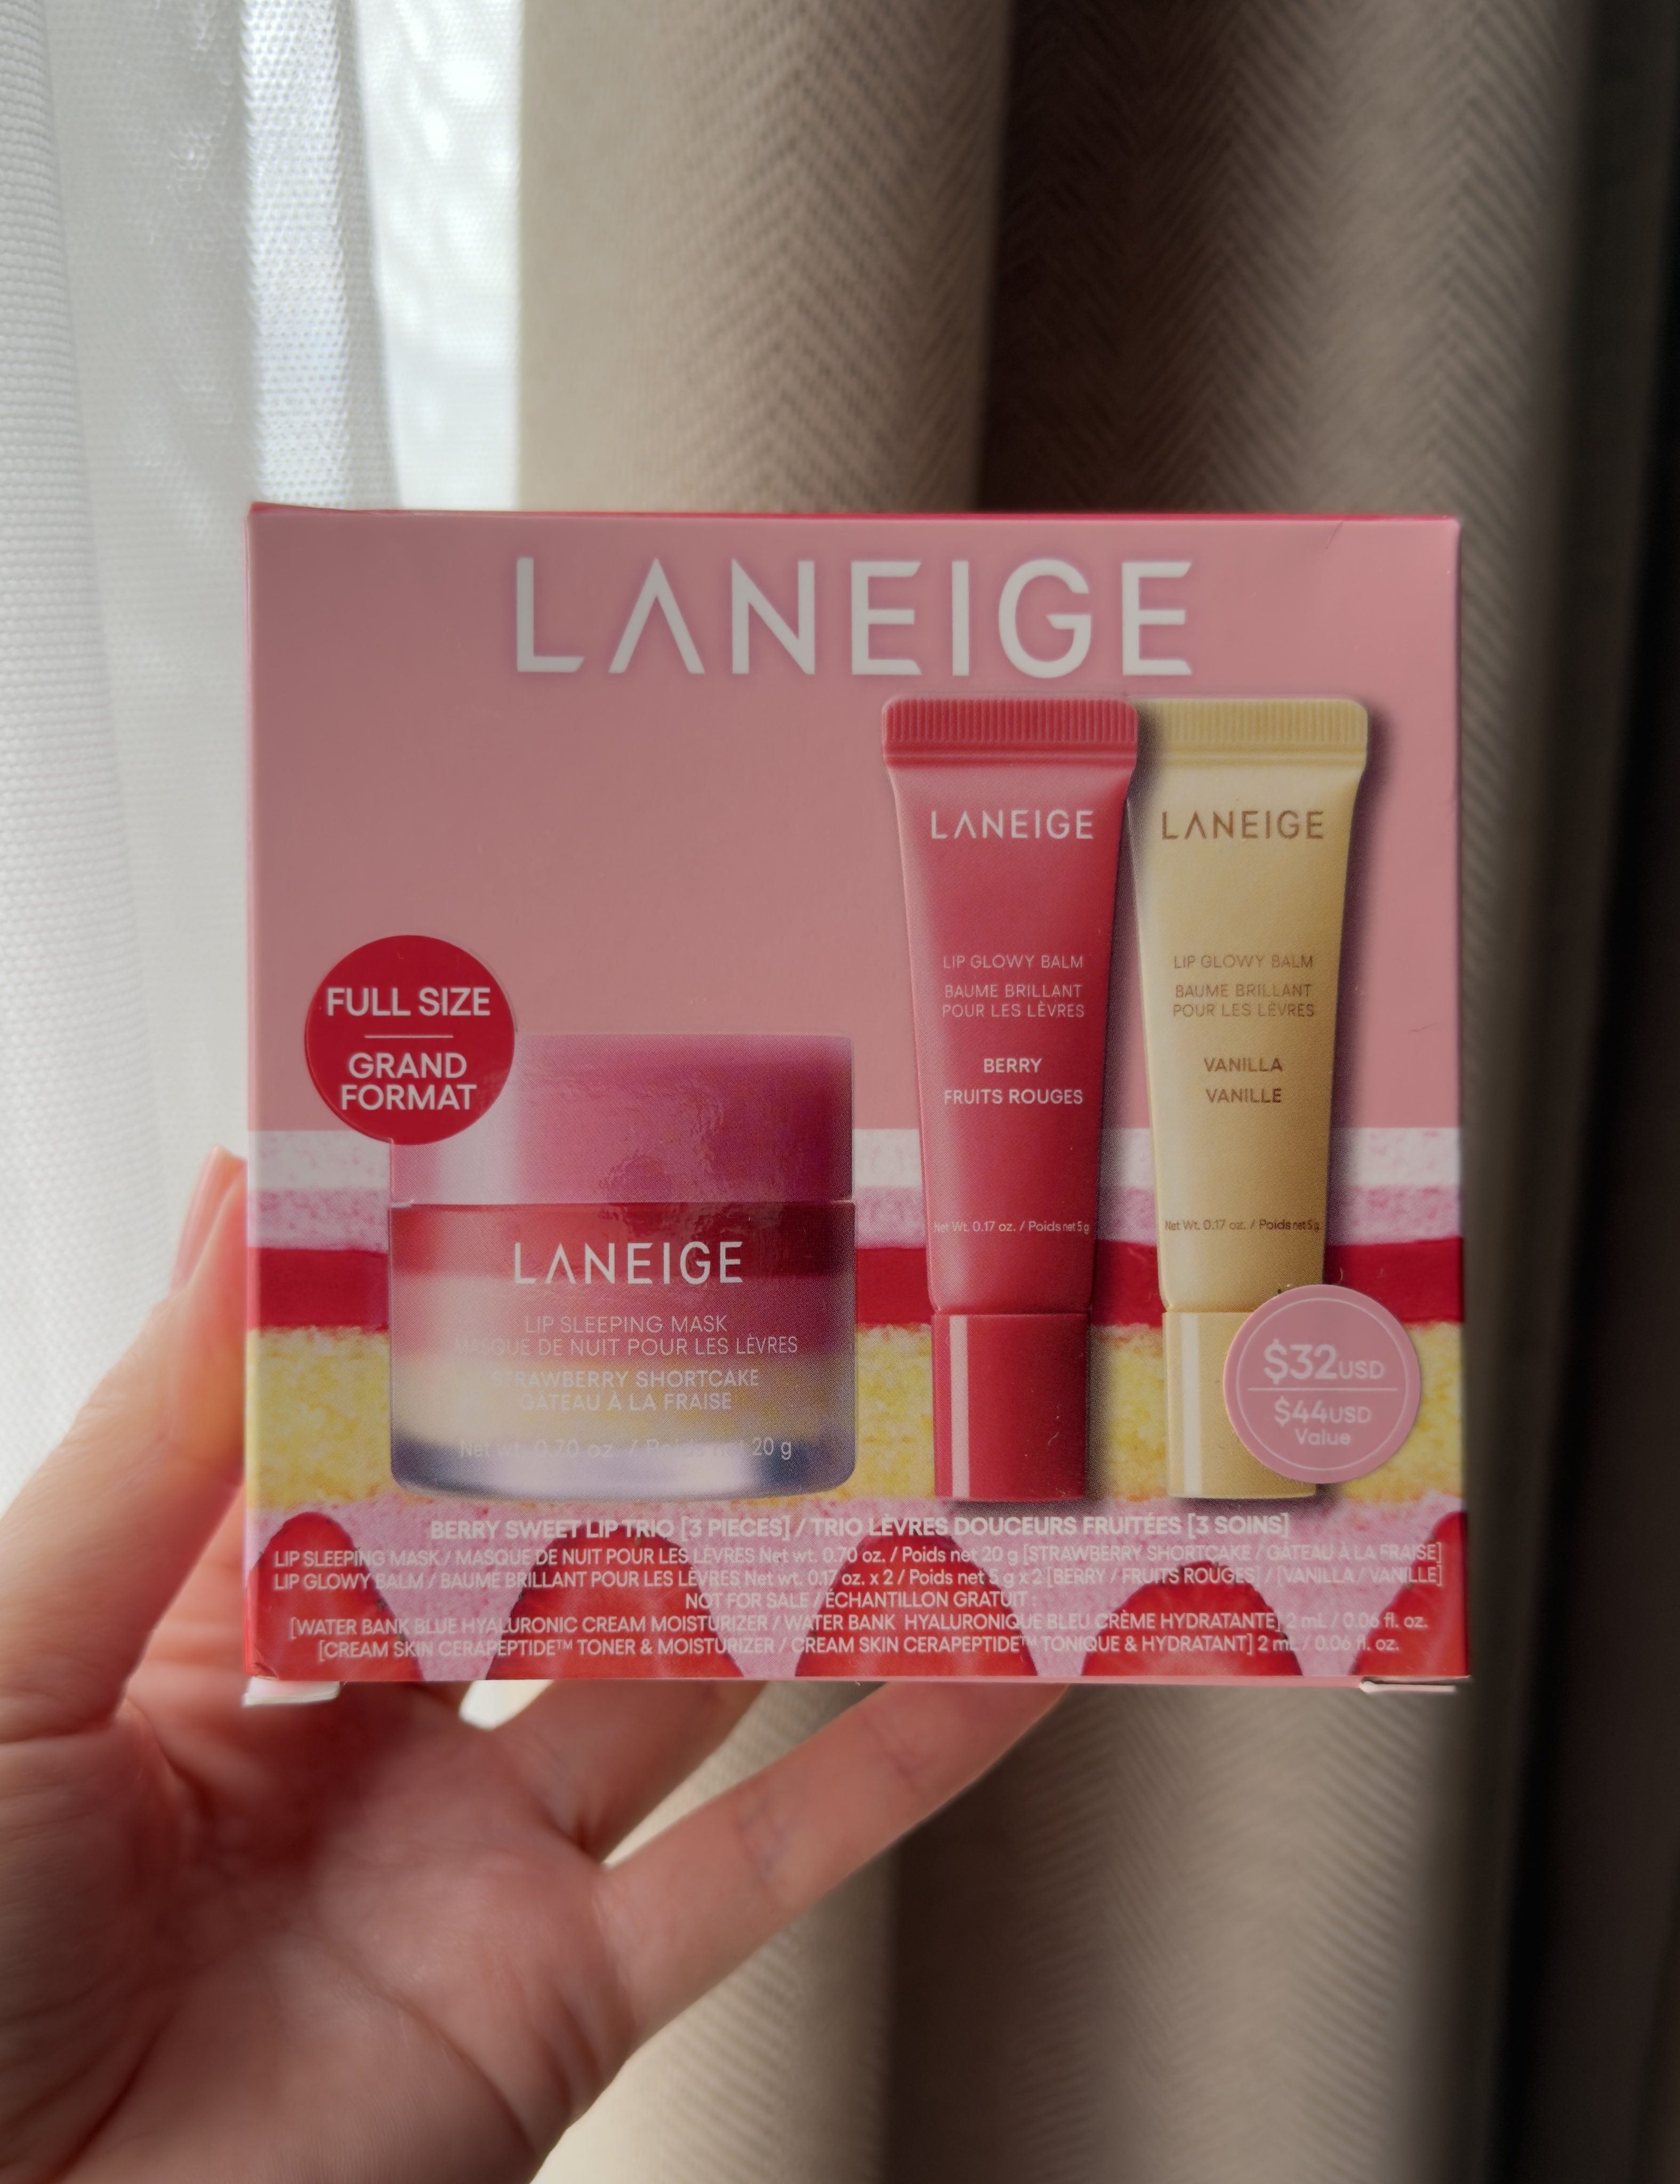 LANEIGE
LANEIGE
LIP GLOWY BALM
BAUME BRILLANT
POUR LES LÈVRES
BERRY
FRUITS ROUGES
Net Wt. 0.17 oz. / Poids net 5 g
LANEIGE
LIP GLOWY BALM
BAUME BRILLANT
POUR LES LÈVRES
VANILLA
VANILLE
Net Wt. 0.17 oz. / Poids net 5 g
FULL SIZE
GRAND
FORMAT
LANEIGE
LIP SLEEPING MASK
MASQUE DE NUIT POUR LES LÈVRES
STRAWBERRY SHORTCAKE
GÂTEAU À LA FRAISE
Net wt. 0.70 oz. / Poids net 20 g
$32USD
$44USD
Value
BERRY SWEET LIP TRIO [3 PIECES] / TRIO LÈVRES DOUCEURS FRUITÉES [3 SOINS]
LIP SLEEPING MASK / MASQUE DE NUIT POUR LES LÈVRES Net wt. 0.70 oz. / Poids net 20 g [STRAWBERRY SHORTCAKE / GÂTEAU À LA FRAISE]
LIP GLOWY BALM / BAUME BRILLANT POUR LES LÈVRES Net wt. 0.17 oz. x 2 / Poids net 5 g x 2 [BERRY / FRUITS ROUGES] / [VANILLA / VANILLE]
NOT FOR SALE / ÉCHANTILLON GRATUIT :
[WATER BANK BLUE HYALURONIC CREAM MOISTURIZER / WATER BANK HYALURONIQUE BLEU CRÈME HYDRATANTE] 2 mL / 0.06 fl. oz.
[CREAM SKIN CERAPEPTIDE™ TONER & MOISTURIZER / CREAM SKIN CERAPEPTIDE™ TONIQUE & HYDRATANT] 2 mL / 0.06 fl. oz.